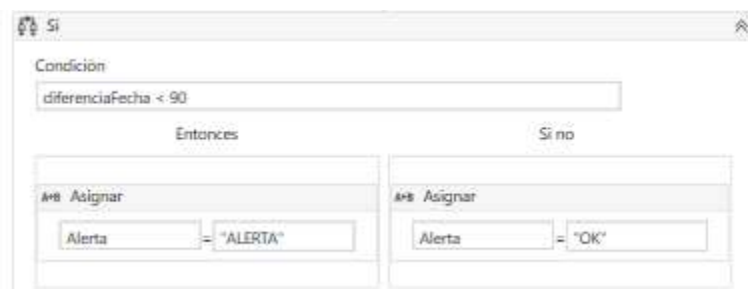 Si
Condición
diferenciaFecha < 90
Entonces
Si no
A+B Asignar
A+B Asignar
Alerta = "ALERTA"
Alerta = "OK"